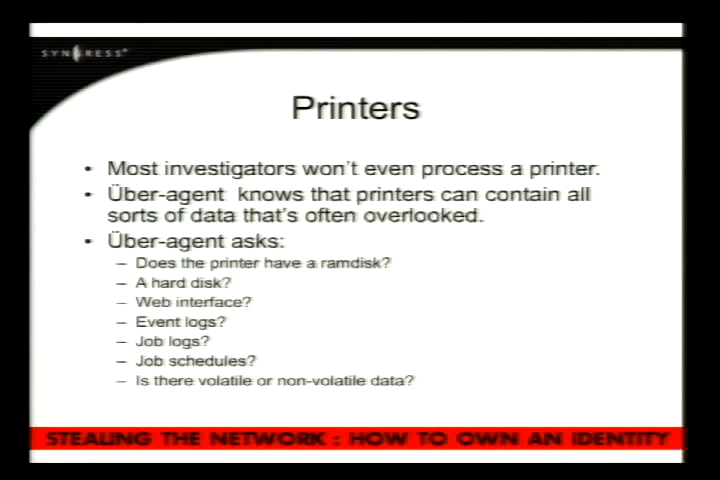 SYNGRESS
Printers
• Most investigators won't even process a printer.
• Über-agent knows that printers can contain all
sorts of data that's often overlooked.
• Über-agent asks:
– Does the printer have a ramdisk?
– A hard disk?
– Web interface?
– Event logs?
– Job logs?
– Job schedules?
– Is there volatile or non-volatile data?
STEALING THE NETWORK : HOW TO OWN AN IDENTITY